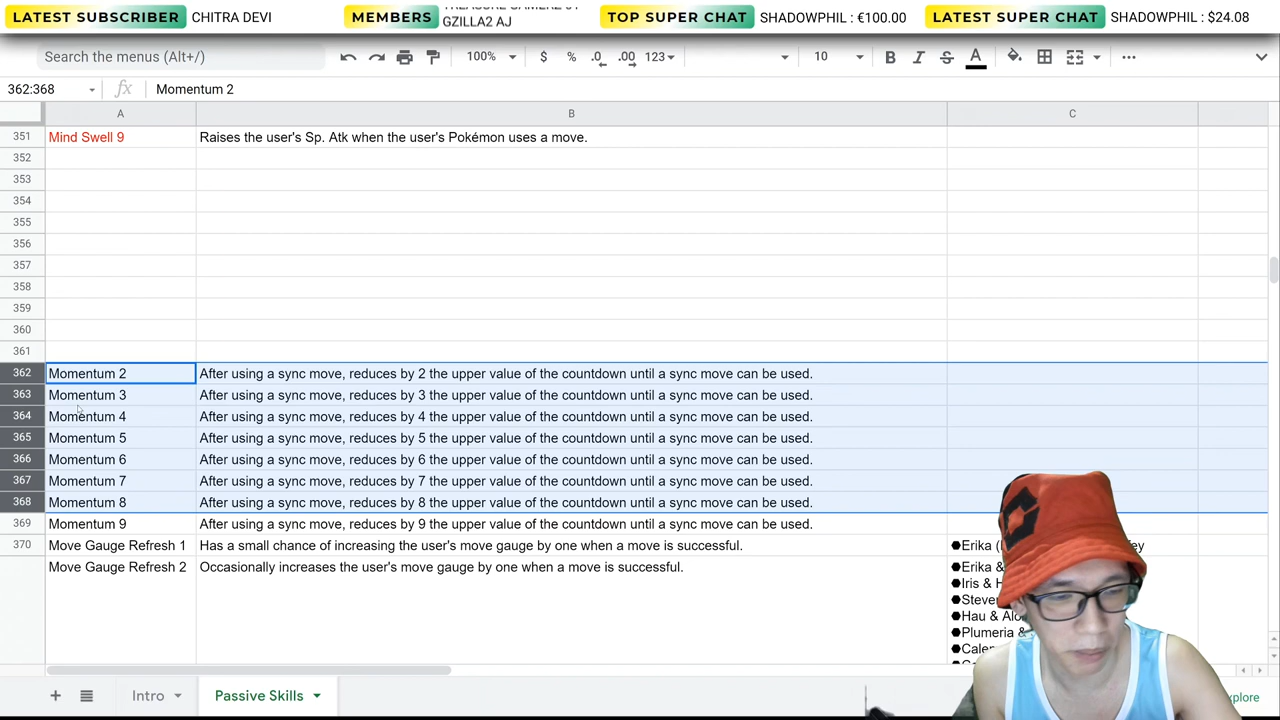 LATEST SUBSCRIBER CHITRA DEVI MEMBERS GZILLA2 AJ TOP SUPER CHAT SHADOWPHIL : €100.00 LATEST SUPER CHAT SHADOWPHIL : $24.08
Search the menus (Alt+/) 100% $ % .0 .00 123 10 B I S A
362:368 fx Momentum 2
A B C
351 Mind Swell 9 Raises the user's Sp. Atk when the user's Pokémon uses a move.
352
353
354
355
356
357
358
359
360
361
362 Momentum 2 After using a sync move, reduces by 2 the upper value of the countdown until a sync move can be used.
363 Momentum 3 After using a sync move, reduces by 3 the upper value of the countdown until a sync move can be used.
364 Momentum 4 After using a sync move, reduces by 4 the upper value of the countdown until a sync move can be used.
365 Momentum 5 After using a sync move, reduces by 5 the upper value of the countdown until a sync move can be used.
366 Momentum 6 After using a sync move, reduces by 6 the upper value of the countdown until a sync move can be used.
367 Momentum 7 After using a sync move, reduces by 7 the upper value of the countdown until a sync move can be used.
368 Momentum 8 After using a sync move, reduces by 8 the upper value of the countdown until a sync move can be used.
369 Momentum 9 After using a sync move, reduces by 9 the upper value of the countdown until a sync move can be used.
370 Move Gauge Refresh 1 Has a small chance of increasing the user's move gauge by one when a move is successful. ⬣Erika
Move Gauge Refresh 2 Occasionally increases the user's move gauge by one when a move is successful. ⬣Erika &
⬣Iris &
⬣Steven
⬣Hau &
⬣Plumeria &
Intro Passive Skills